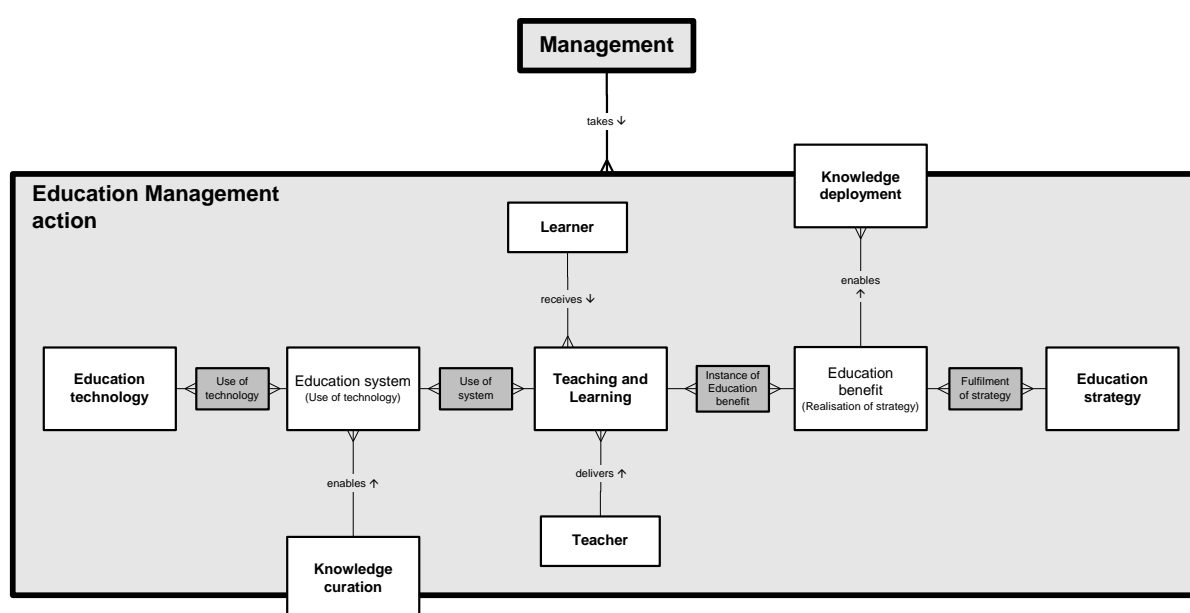 Management
takes ↓
Education Management
action
Knowledge
deployment
Learner
enables
↑
receives ↓
Education
technology
Use of
technology
Education system
(Use of technology)
Use of
system
Teaching and
Learning
Instance of
Education
benefit
Education
benefit
(Realisation of strategy)
Fulfilment
of strategy
Education
strategy
enables ↑
delivers ↑
Teacher
Knowledge
curation